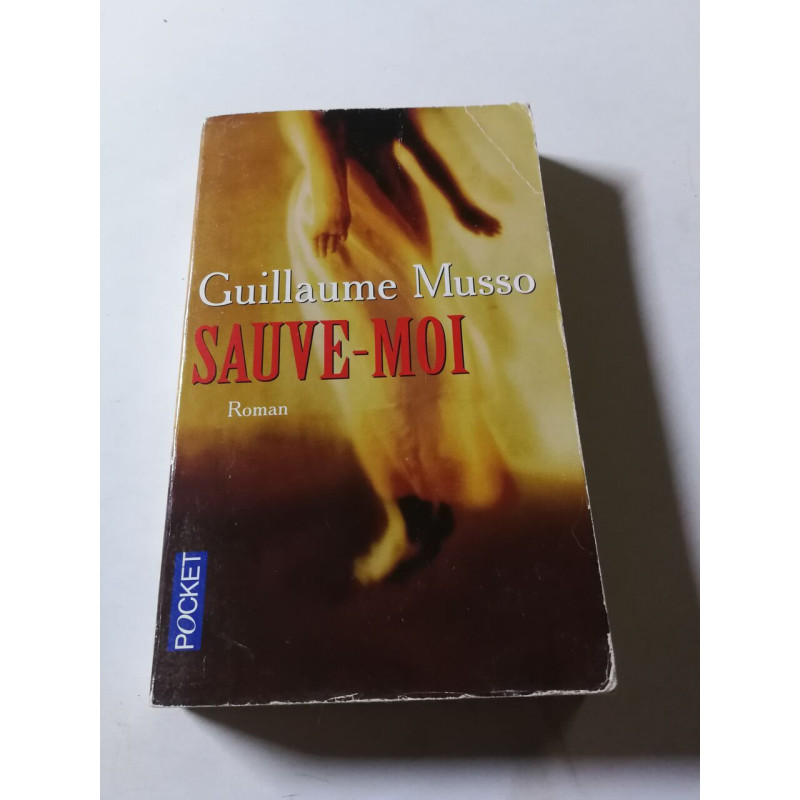 Guillaume Musso
SAUVE-MOI
Roman
POCKET